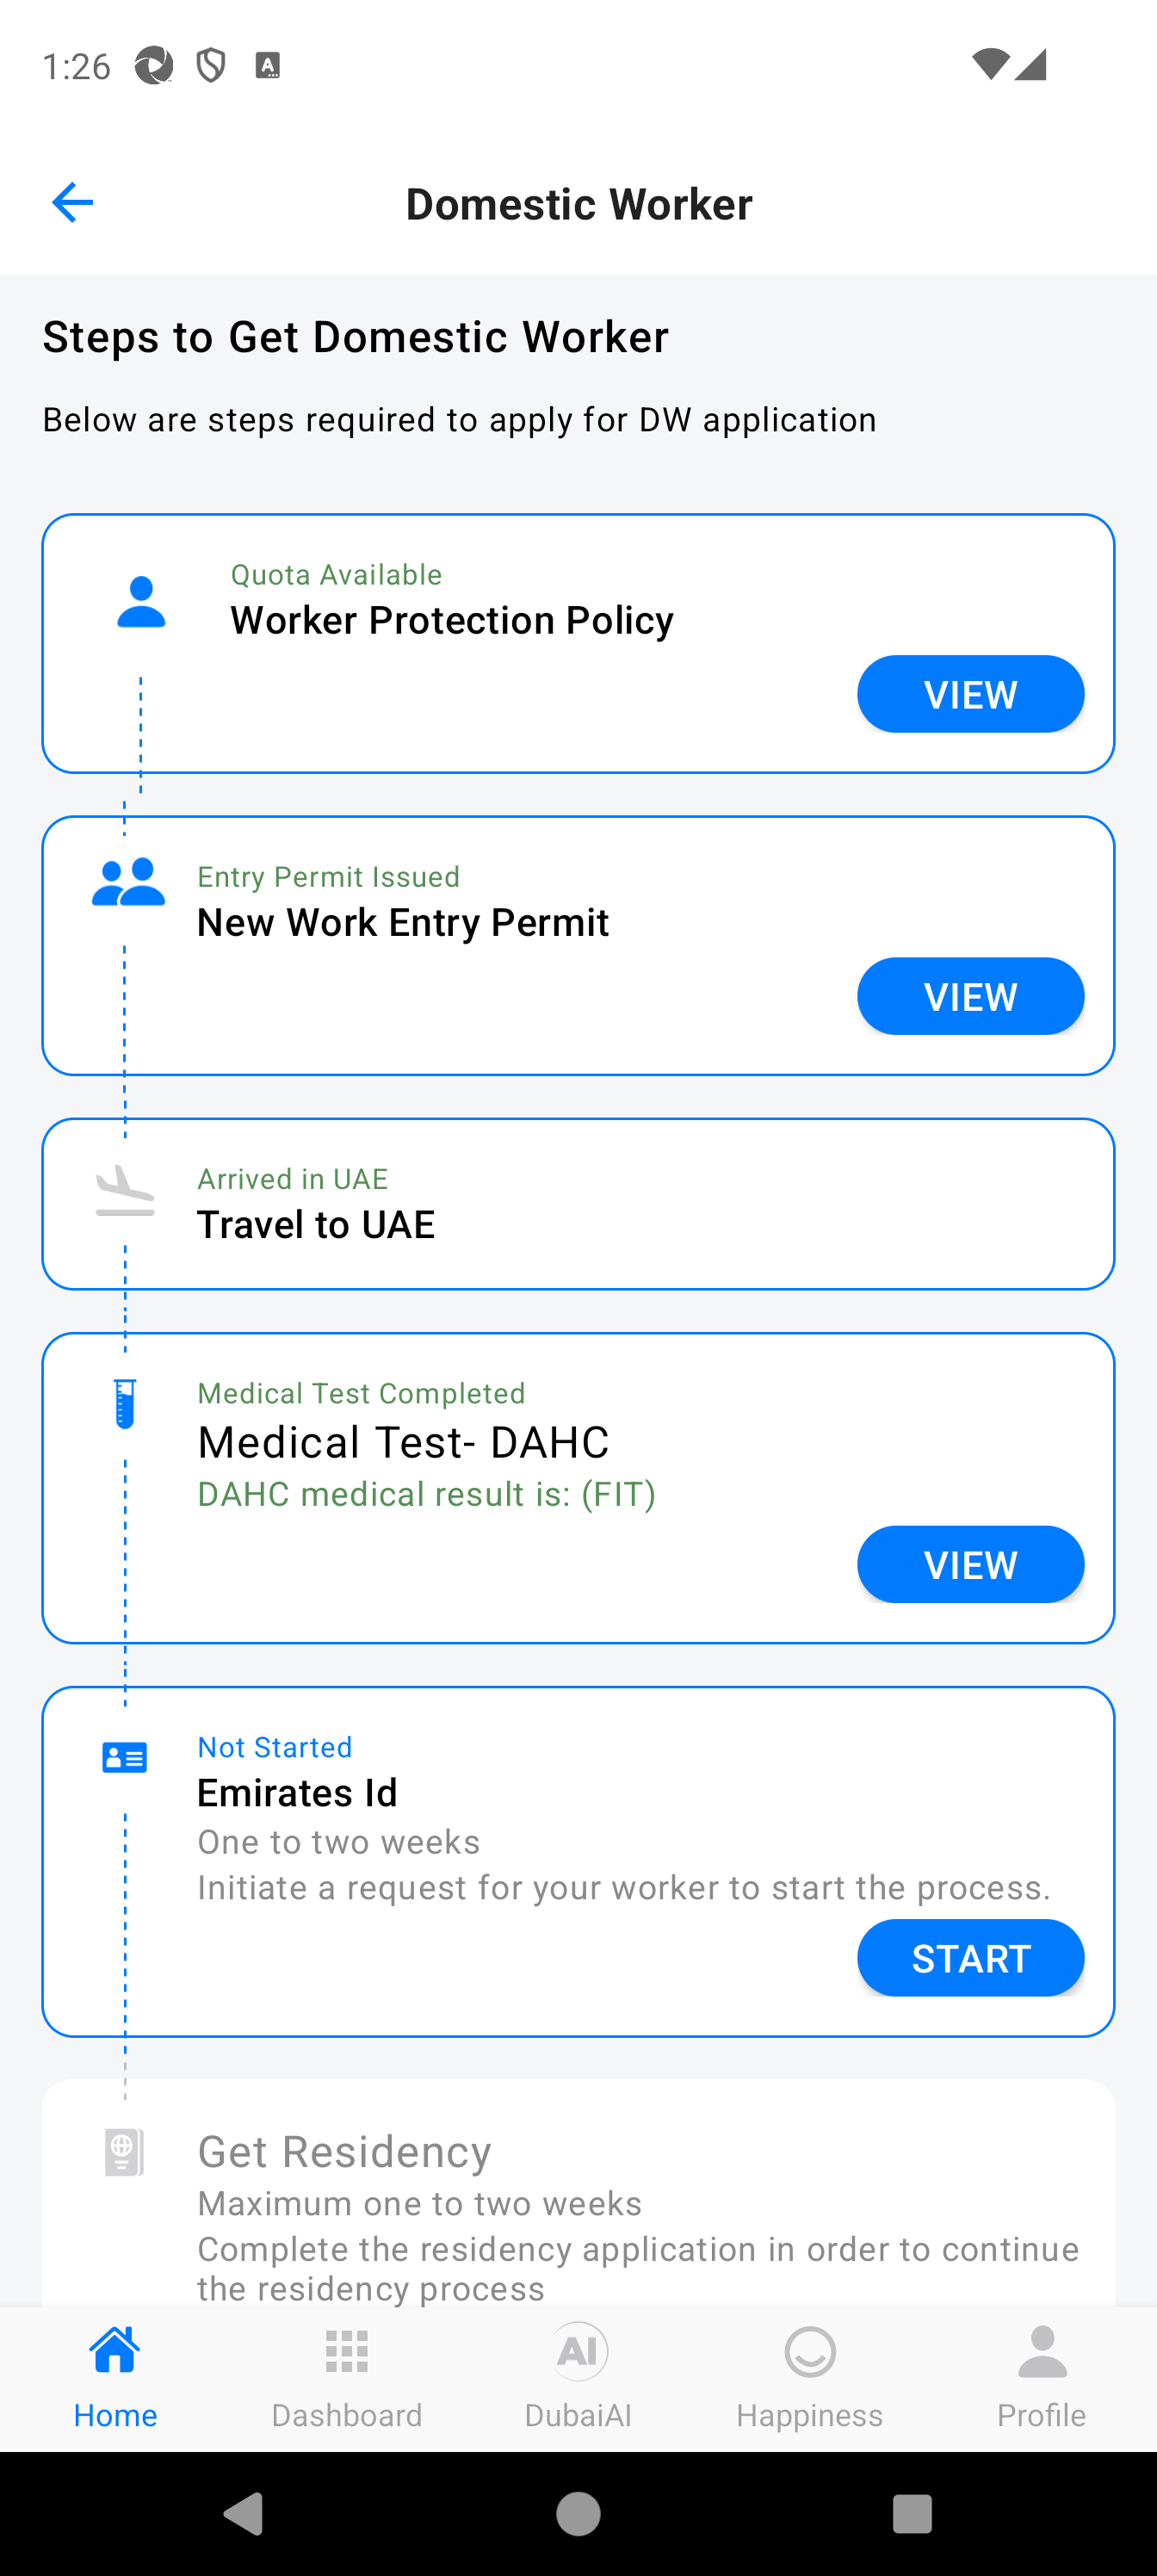 1:26
Domestic Worker
Steps to Get Domestic Worker
Below are steps required to apply for DW application
Quota Available
Worker Protection Policy
VIEW
Entry Permit Issued
New Work Entry Permit
VIEW
Arrived in UAE
Travel to UAE
Medical Test Completed
Medical Test- DAHC
DAHC medical result is: (FIT)
VIEW
Not Started
Emirates Id
One to two weeks
Initiate a request for your worker to start the process.
START
Get Residency
Maximum one to two weeks
Complete the residency application in order to continue
the residency process
AI
Home Dashboard DubaiAI Happiness Profile